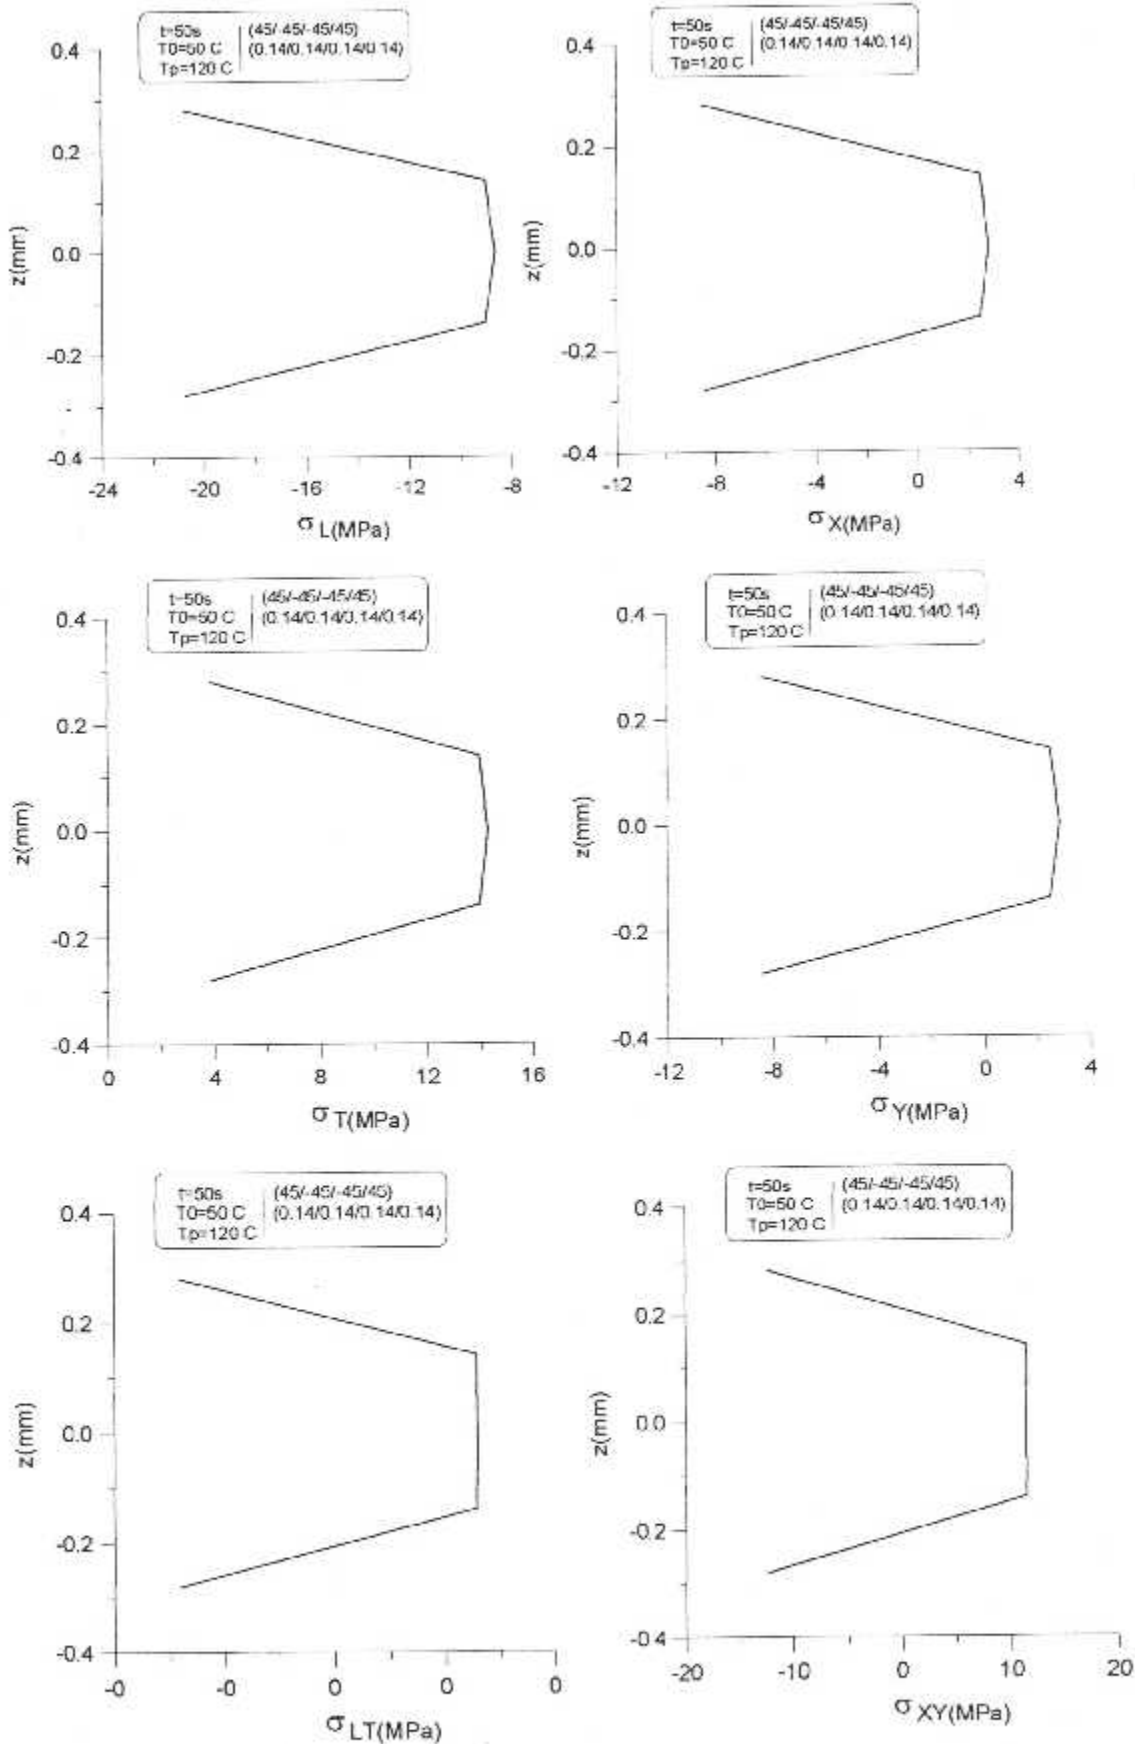 t=50s (45/-45/-45/45)
T0=50 C (0.14/0.14/0.14/0.14)
Tp=120 C
0.4
0.2
0.0
-0.2
-0.4
z(mm)
-24 -20 -16 -12 -8
σ L(MPa)
t=50s (45/-45/-45/45)
T0=50 C (0.14/0.14/0.14/0.14)
Tp=120 C
0.4
0.2
0.0
-0.2
-0.4
z(mm)
-12 -8 -4 0 4
σ X(MPa)
t=50s (45/-45/-45/45)
T0=50 C (0.14/0.14/0.14/0.14)
Tp=120 C
0.4
0.2
0.0
-0.2
-0.4
z(mm)
0 4 8 12 16
σ T(MPa)
t=50s (45/-45/-45/45)
T0=50 C (0.14/0.14/0.14/0.14)
Tp=120 C
0.4
0.2
0.0
-0.2
-0.4
z(mm)
-12 -8 -4 0 4
σ Y(MPa)
t=50s (45/-45/-45/45)
T0=50 C (0.14/0.14/0.14/0.14)
Tp=120 C
0.4
0.2
0.0
-0.2
-0.4
z(mm)
-0 -0 0 0 0
σ LT(MPa)
t=50s (45/-45/-45/45)
T0=50 C (0.14/0.14/0.14/0.14)
Tp=120 C
0.4
0.2
0.0
-0.2
-0.4
z(mm)
-20 -10 0 10 20
σ XY(MPa)